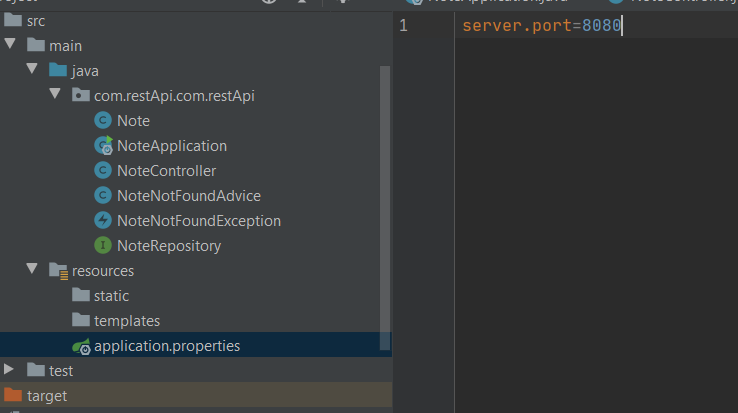 src
main
java
com.restApi.com.restApi
Note
NoteApplication
NoteController
NoteNotFoundAdvice
NoteNotFoundException
NoteRepository
resources
static
templates
application.properties
test
target
1 server.port=8080